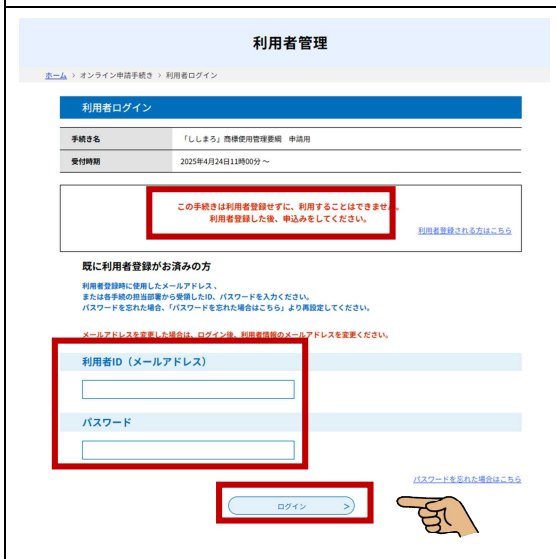 利用者管理
ホーム > オンライン申請手続き > 利用者ログイン
利用者ログイン
手続き名 「ししまろ」商標使用管理要綱 申請用
受付時期 2025年4月24日11時00分 ~
この手続きは利用者登録せずに、利用することはできません。
利用者登録した後、申込みをしてください。
利用者登録される方はこちら
既に利用者登録がお済みの方
利用者登録時に使用したメールアドレス、
または各手続の担当部署から受領したID、パスワードを入力ください。
パスワードを忘れた場合、「パスワードを忘れた場合はこちら」より再設定してください。
メールアドレスを変更した場合は、ログイン後、利用者情報のメールアドレスを変更ください。
利用者ID（メールアドレス）
パスワード
パスワードを忘れた場合はこちら
ログイン >